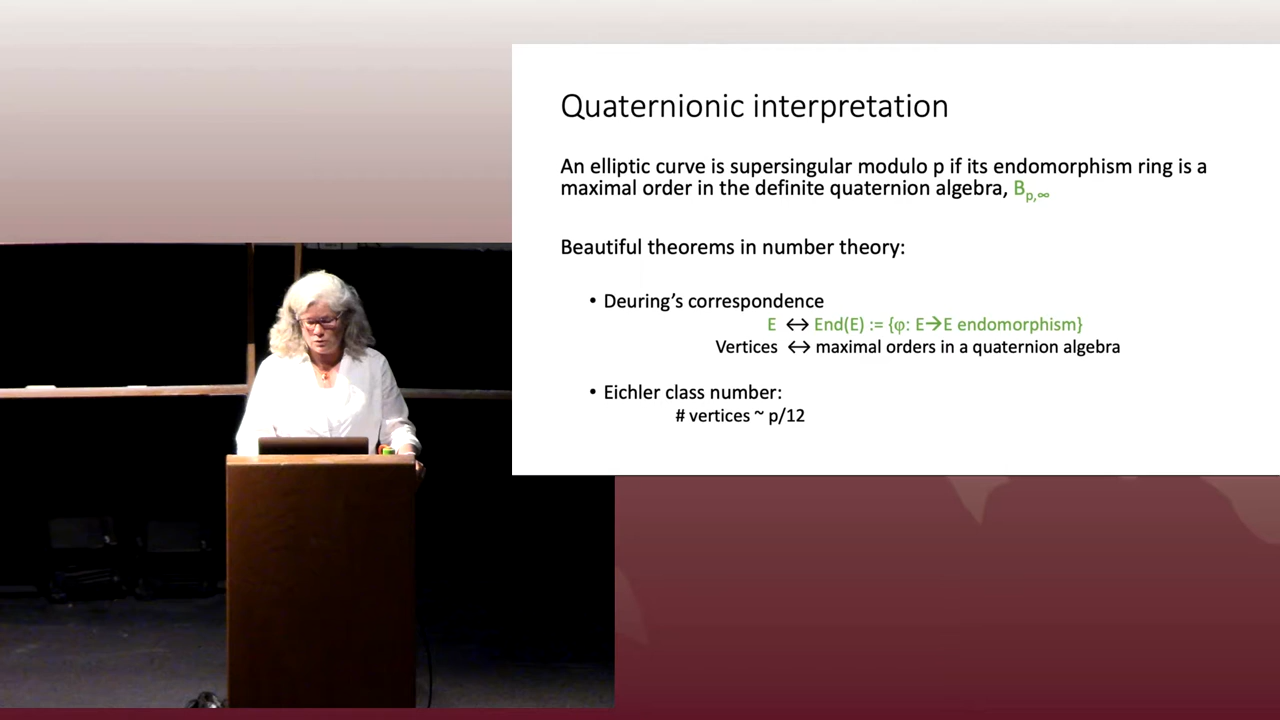 Quaternionic interpretation
An elliptic curve is supersingular modulo p if its endomorphism ring is a
maximal order in the definite quaternion algebra, B_{p,∞}
Beautiful theorems in number theory:
• Deuring’s correspondence
E ↔ End(E) := {φ: E→E endomorphism}
Vertices ↔ maximal orders in a quaternion algebra
• Eichler class number:
# vertices ~ p/12